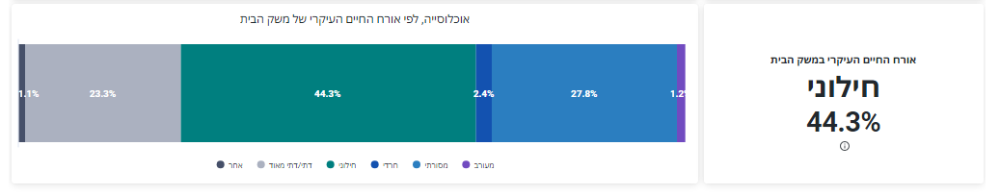 אוכלוסייה, לפי אורח החיים העיקרי של משק הבית
1.1%
23.3%
44.3%
2.4%
27.8%
1.2%
אחר
דתי/דתי מאוד
חילוני
חרדי
מסורתי
מעורב
אורח החיים העיקרי במשק הבית
חילוני
44.3%